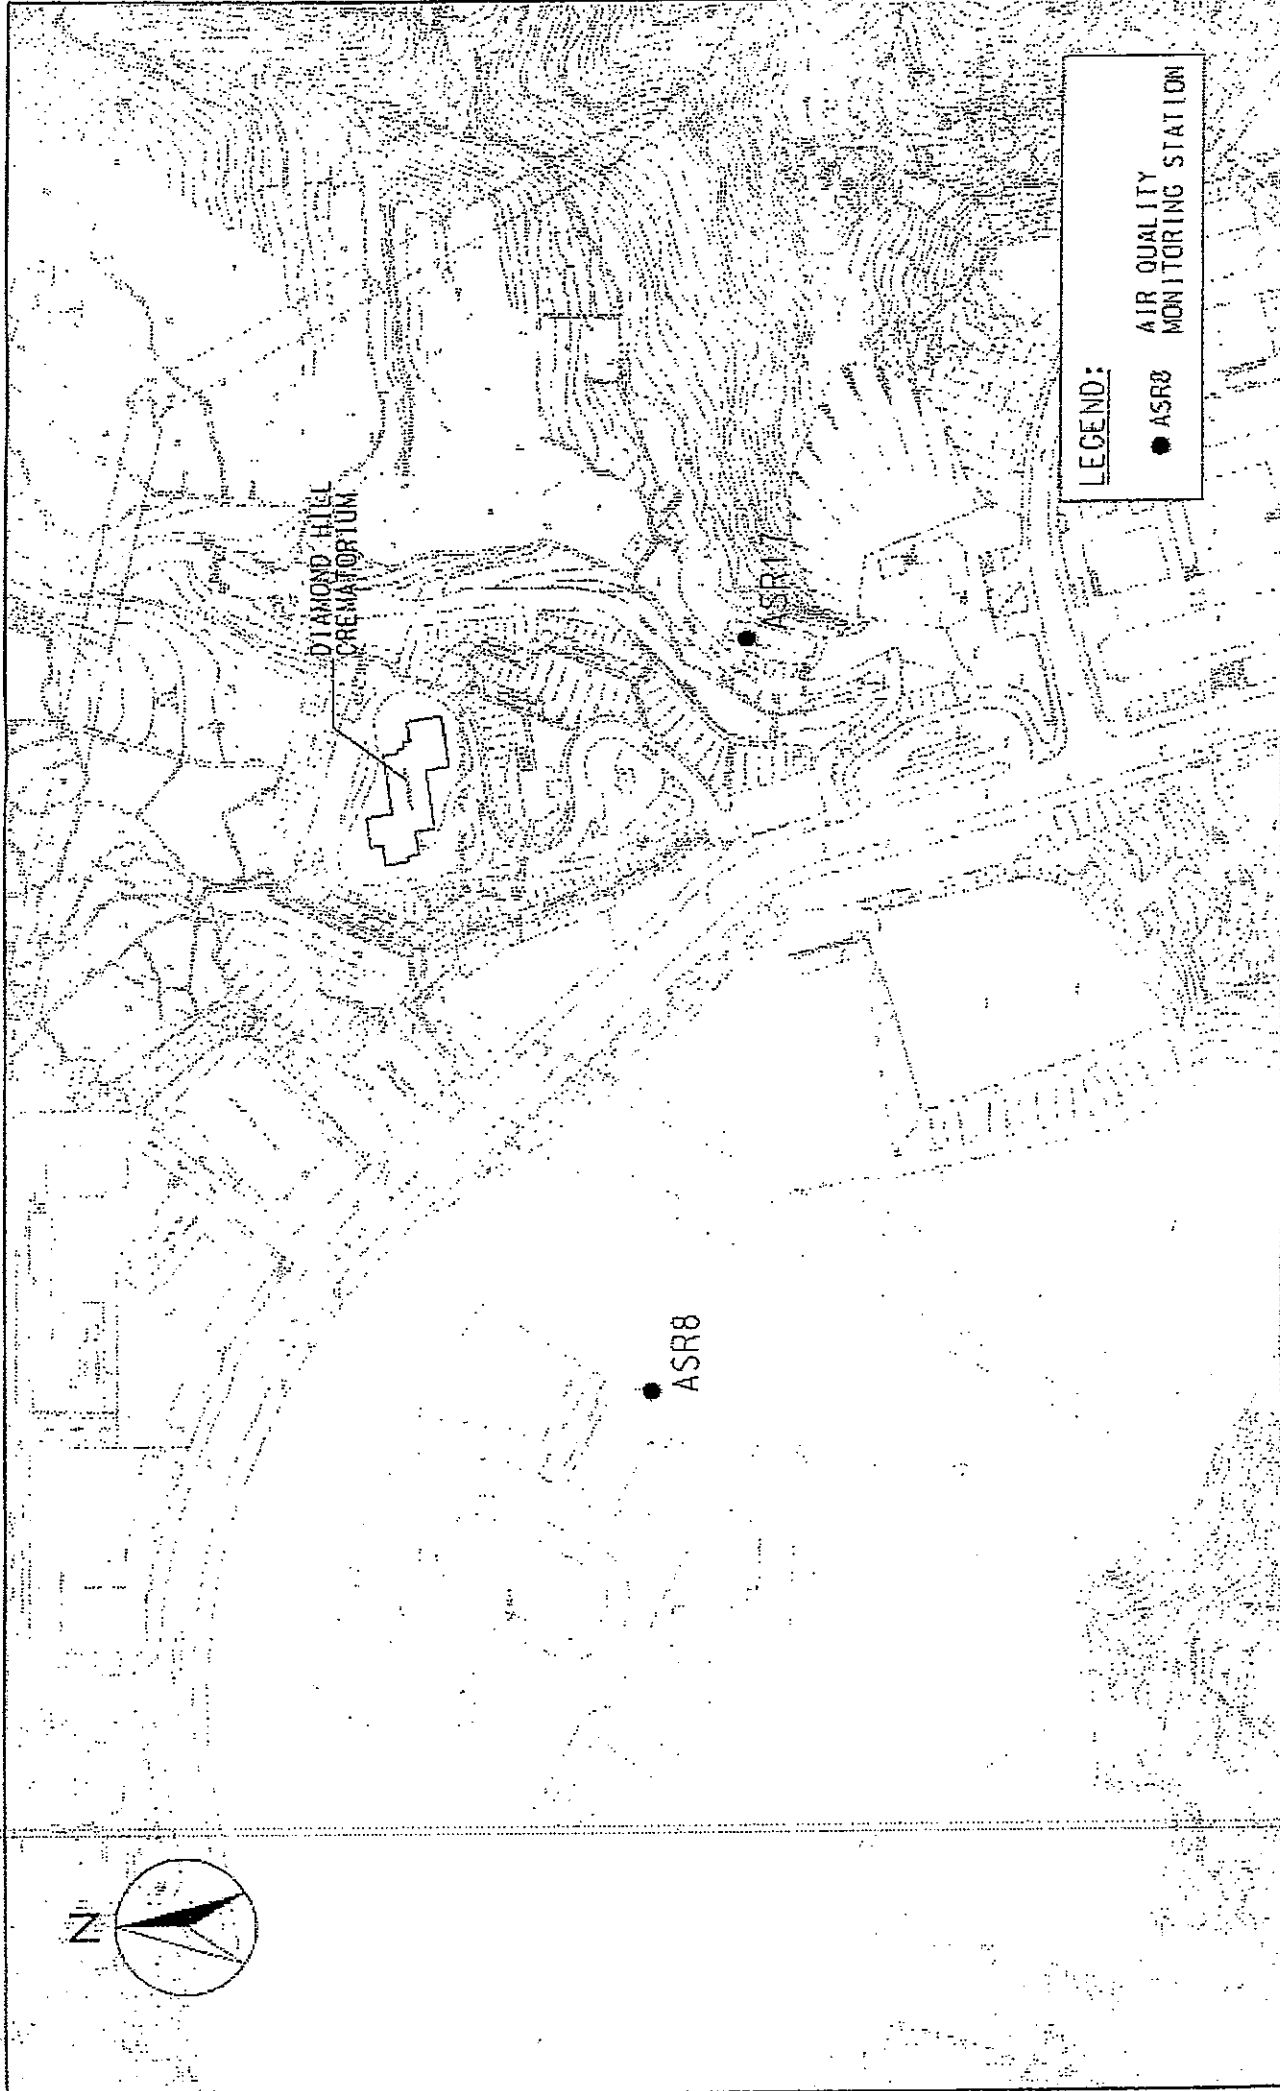 N
DIAMOND HILL
CREMATORIUM
ASR17
ASR8
LEGEND:
ASR8 AIR QUALITY
MONITORING STATION